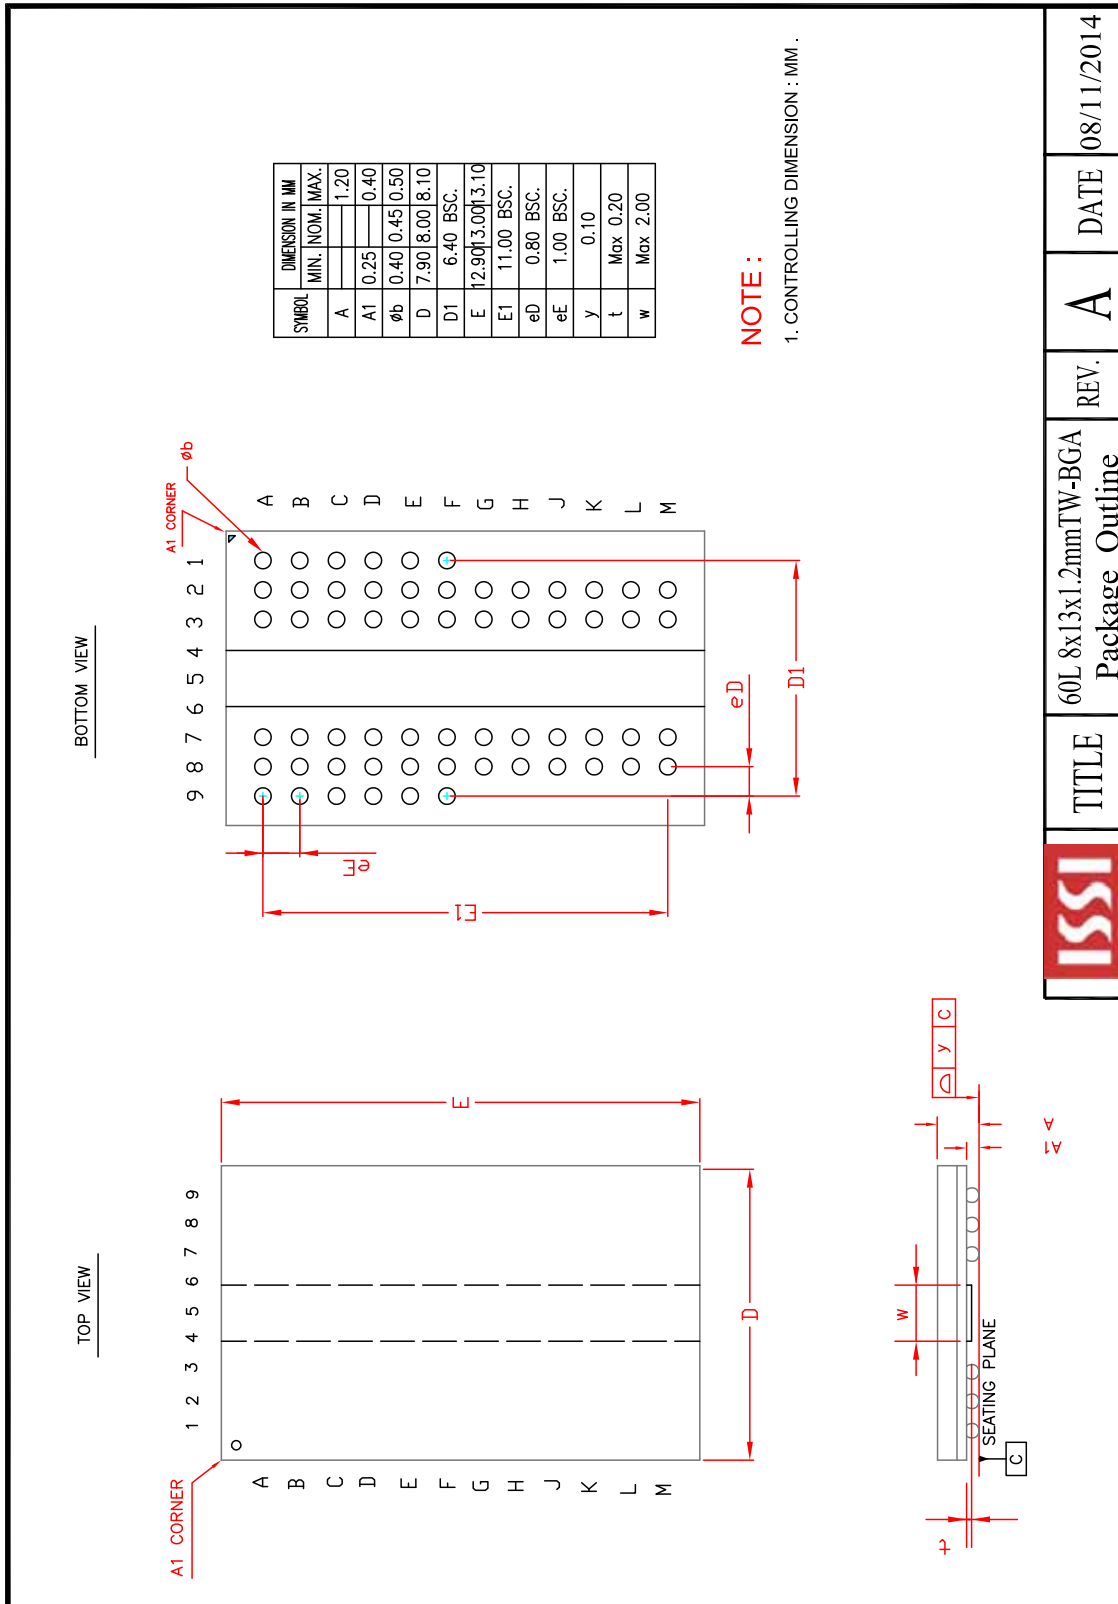 TOP VIEW
A1 CORNER
1 2 3 4 5 6 7 8 9
A
B
C
D
E
F
G
H
J
K
L
M
E
D
BOTTOM VIEW
A1 CORNER
øb
9 8 7 6 5 4 3 2 1
A
B
C
D
E
F
G
H
J
K
L
M
eE
E1
eD
D1
SYMBOL DIMENSION IN MM
MIN. NOM. MAX.
A 1.20
A1 0.25 0.40
øb 0.40 0.45 0.50
D 7.90 8.00 8.10
D1 6.40 BSC.
E 12.90 13.00 13.10
E1 11.00 BSC.
eD 0.80 BSC.
eE 1.00 BSC.
y 0.10
t Max 0.20
w Max 2.00
NOTE :
1. CONTROLLING DIMENSION : MM .
w
t
SEATING PLANE
C
y C
A
A1
ISSI
TITLE
60L 8x13x1.2mmTW-BGA
Package Outline
REV.
A
DATE
08/11/2014